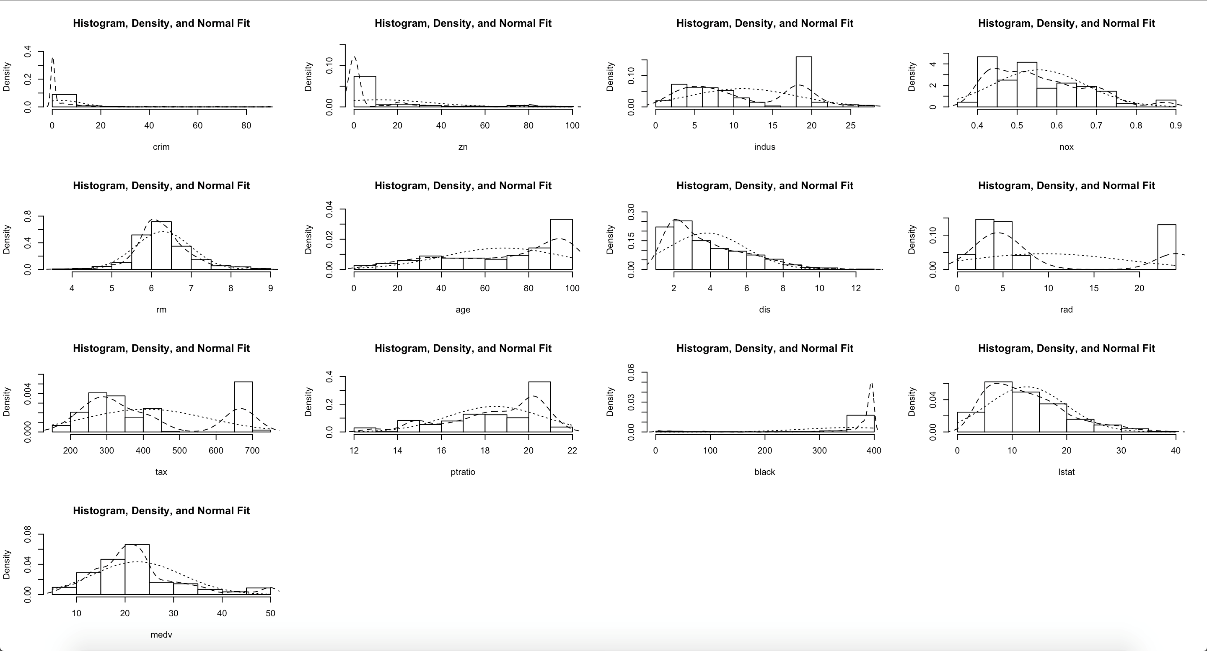 Histogram, Density, and Normal Fit
Density
0.0 0.2 0.4
0 20 40 60 80
crim
Histogram, Density, and Normal Fit
Density
0.00 0.10
0 20 40 60 80 100
zn
Histogram, Density, and Normal Fit
Density
0.00 0.10
0 5 10 15 20 25
indus
Histogram, Density, and Normal Fit
Density
0 2 4
0.4 0.5 0.6 0.7 0.8 0.9
nox
Histogram, Density, and Normal Fit
Density
0.0 0.4 0.8
4 5 6 7 8 9
rm
Histogram, Density, and Normal Fit
Density
0.00 0.02 0.04
0 20 40 60 80 100
age
Histogram, Density, and Normal Fit
Density
0.00 0.15 0.30
2 4 6 8 10 12
dis
Histogram, Density, and Normal Fit
Density
0.00 0.10
0 5 10 15 20
rad
Histogram, Density, and Normal Fit
Density
0.000 0.004
200 300 400 500 600 700
tax
Histogram, Density, and Normal Fit
Density
0.0 0.2 0.4
12 14 16 18 20 22
ptratio
Histogram, Density, and Normal Fit
Density
0.00 0.03 0.06
0 100 200 300 400
black
Histogram, Density, and Normal Fit
Density
0.00 0.04
0 10 20 30 40
lstat
Histogram, Density, and Normal Fit
Density
0.00 0.04 0.08
10 20 30 40 50
medv